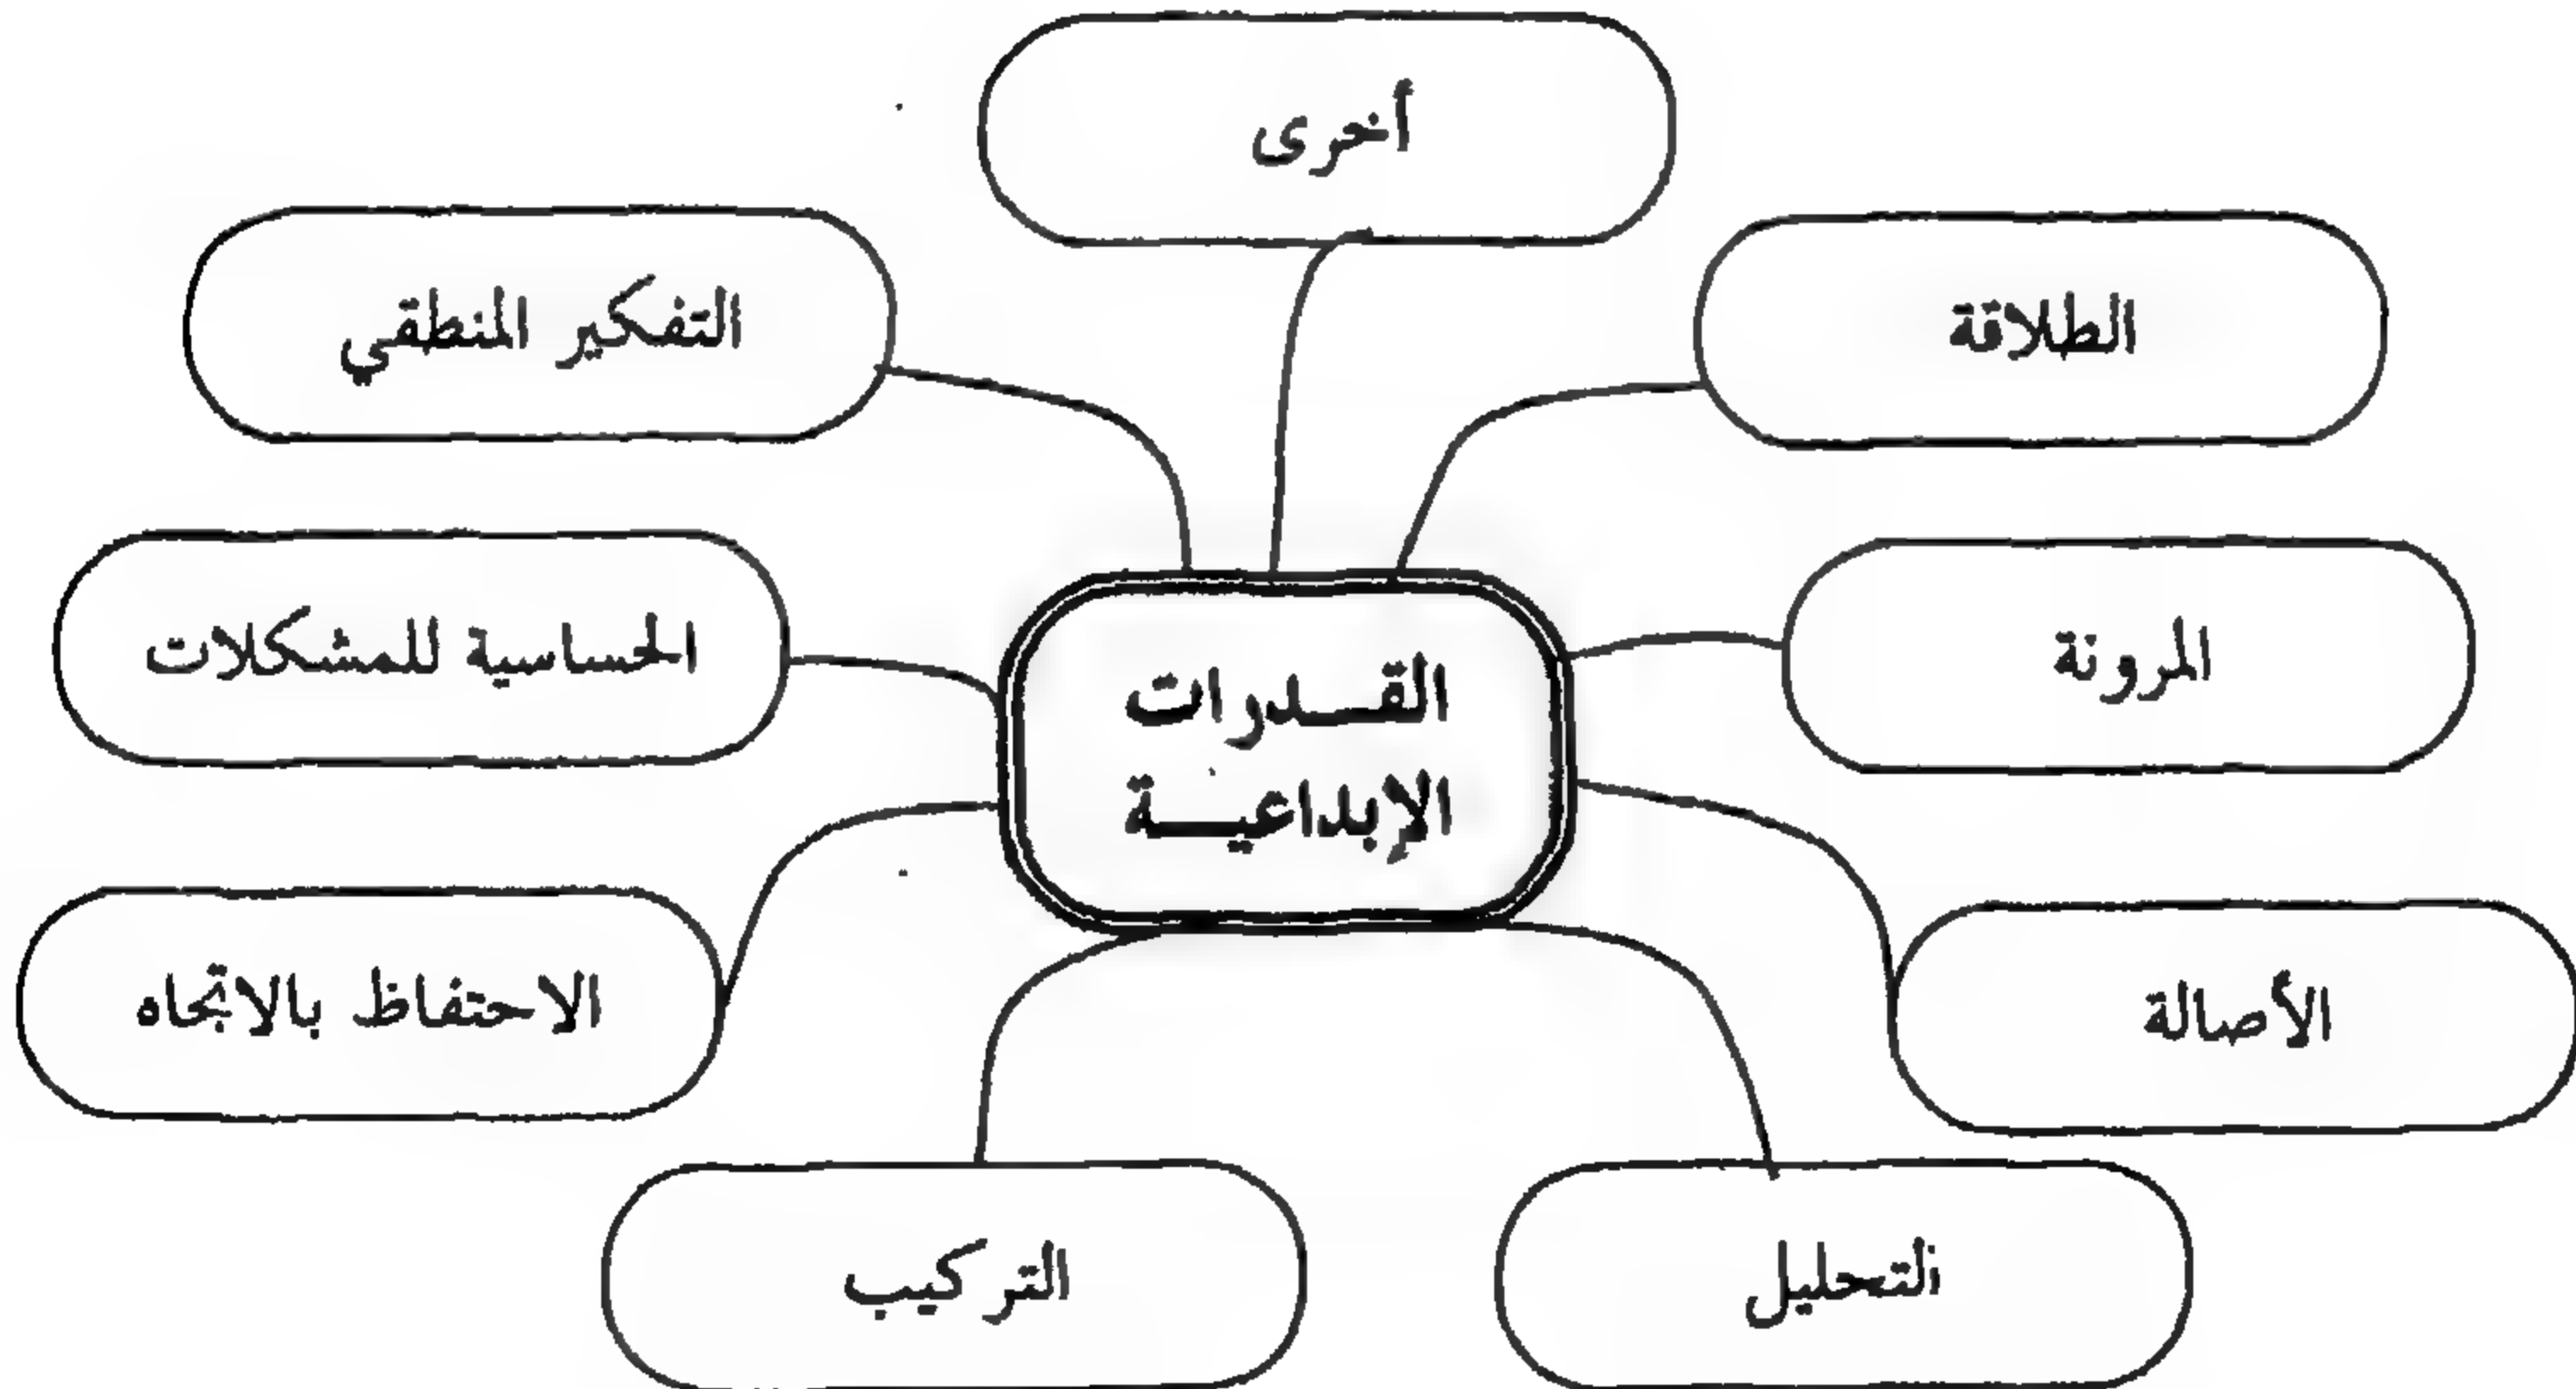 أخرى
الطلاقة
التفكير المنطقي
المرونة
الحساسية للمشكلات
القدرات
الإبداعية
الأصالة
الاحتفاظ بالاتجاه
التحليل
التركيب